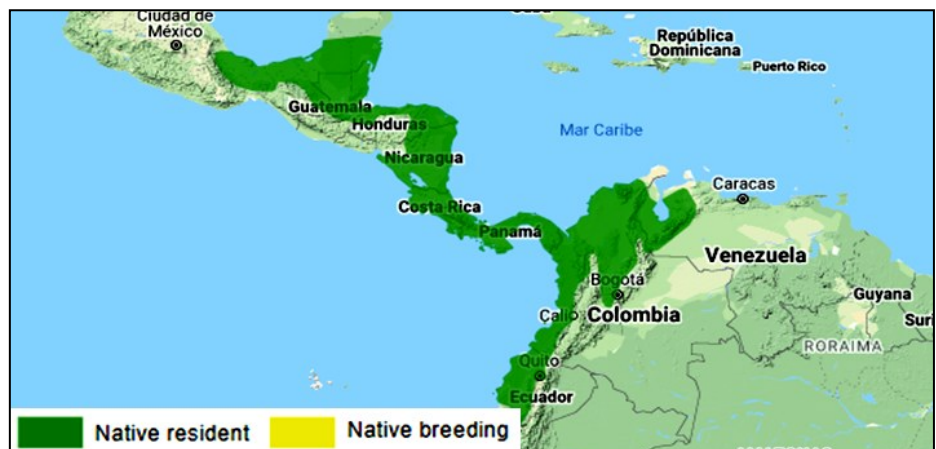 Ciudad de
México
República
Dominicana
Puerto Rico
Guatemala
Honduras
Mar Caribe
Nicaragua
Caracas
Costa Rica
Panamá
Venezuela
Bogotá
Guyana
Cali
Colombia
Suri
RORAIMA
Quito
Ecuador
Native resident
Native breeding